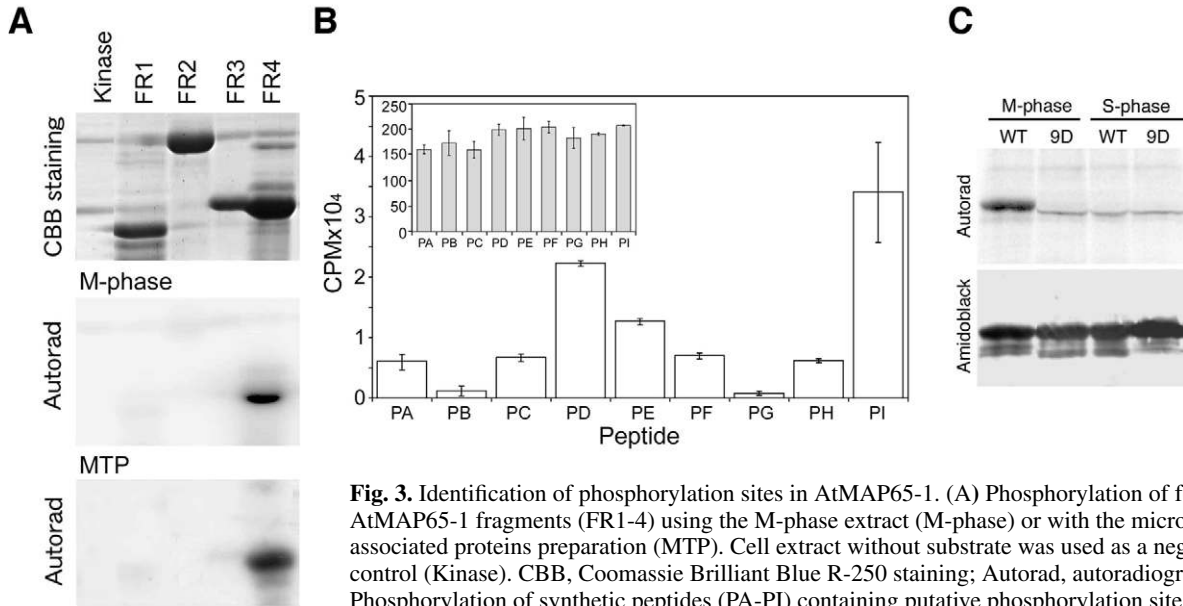 A
B
C
Kinase
FR1
FR2
FR3
FR4
CBB staining
M-phase
Autorad
MTP
Autorad
CPMx10₄
5
4
3
2
1
0
PA PB PC PD PE PF PG PH PI
Peptide
250
200
150
100
50
0
PA PB PC PD PE PF PG PH PI
M-phase S-phase
WT 9D WT 9D
Autorad
Amidoblack
Fig. 3. Identification of phosphorylation sites in AtMAP65-1. (A) Phosphorylation of f
AtMAP65-1 fragments (FR1-4) using the M-phase extract (M-phase) or with the micro
associated proteins preparation (MTP). Cell extract without substrate was used as a neg
control (Kinase). CBB, Coomassie Brilliant Blue R-250 staining; Autorad, autoradiogr
Phosphorylation of synthetic peptides (PA-PI) containing putative phosphorylation site